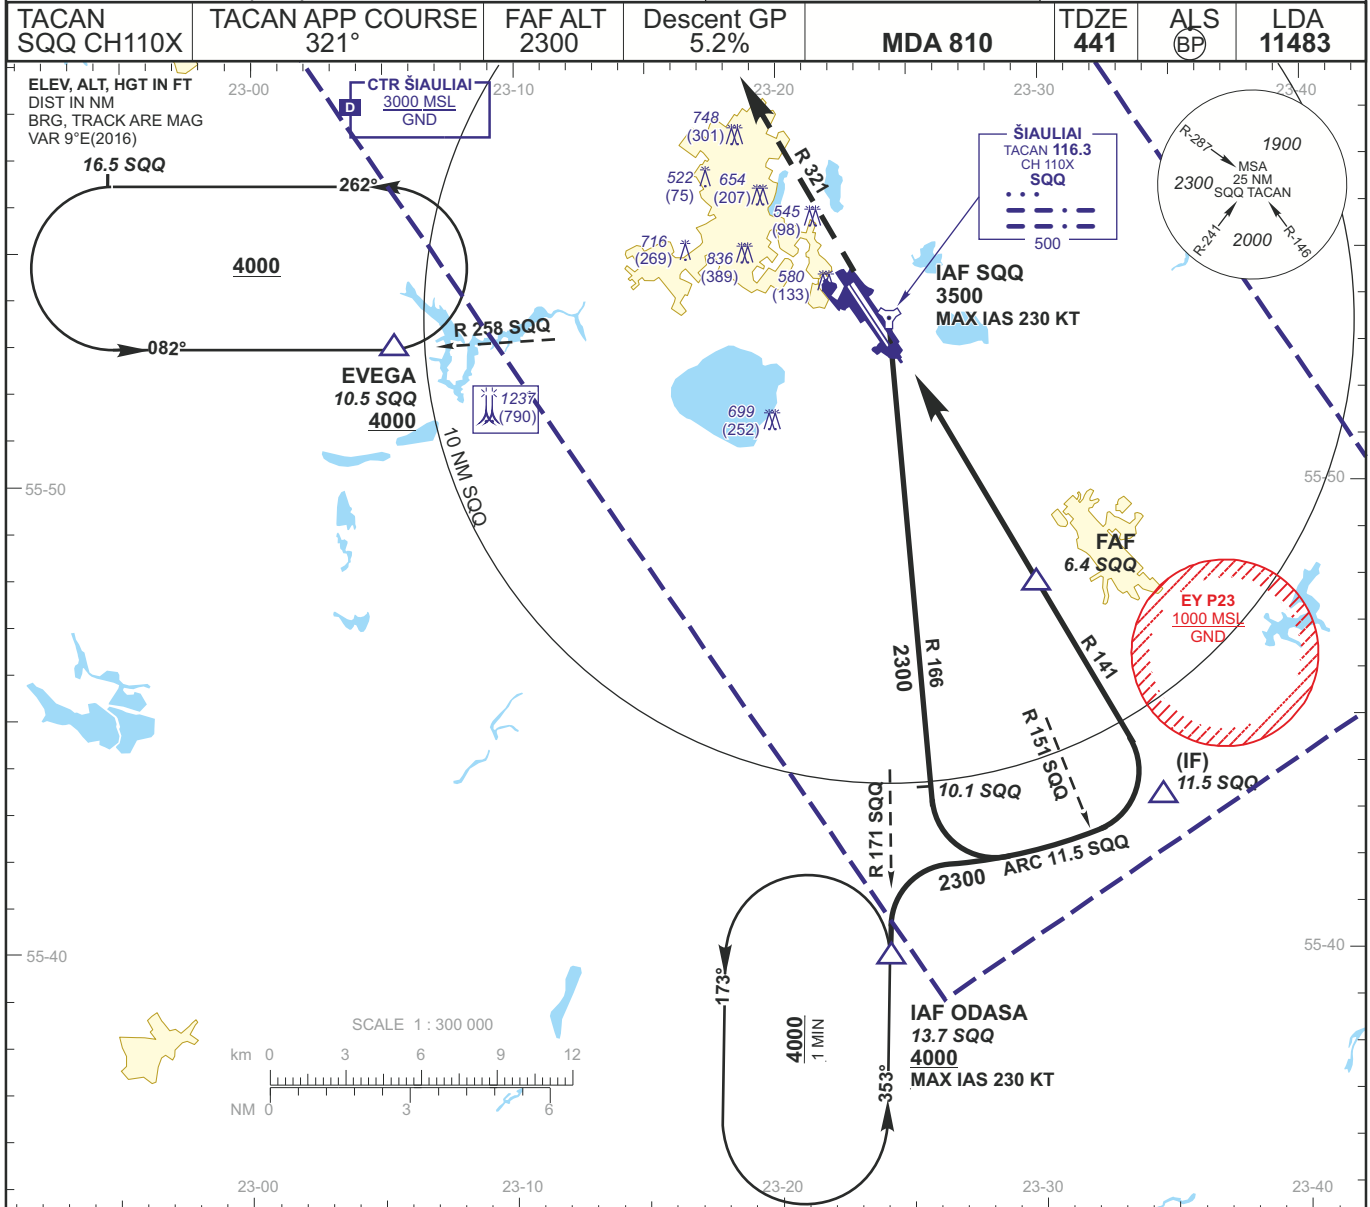 TACAN
SQQ CH110X
TACAN APP COURSE
321°
FAF ALT
2300
Descent GP
5.2%
MDA 810
TDZE
441
ALS
BP
LDA
11483
ELEV, ALT, HGT IN FT
DIST IN NM
BRG, TRACK ARE MAG
VAR 9°E(2016)
23-00
23-10
23-20
23-30
23-40
D
CTR ŠIAULIAI
3000 MSL
GND
16.5 SQQ
262°
4000
082°
EVEGA
10.5 SQQ
4000
R 258 SQQ
1237
(790)
10 NM SQQ
748
(301)
522
(75)
654
(207)
545
(98)
716
(269)
836
(389)
580
(133)
699
(252)
R 321
ŠIAULIAI
TACAN 116.3
CH 110X
SQQ
500
IAF SQQ
3500
MAX IAS 230 KT
R-287
1900
MSA
25 NM
SQQ TACAN
2300
R-241
2000
R-146
55-50
55-50
FAF
6.4 SQQ
EY P23
1000 MSL
GND
R 166
2300
R 141
R 151 SQQ
(IF)
11.5 SQQ
10.1 SQQ
R 171 SQQ
ARC 11.5 SQQ
2300
55-40
55-40
173°
4000
1 MIN
353°
IAF ODASA
13.7 SQQ
4000
MAX IAS 230 KT
SCALE 1 : 300 000
km 0 3 6 9 12
NM 0 3 6
23-00
23-10
23-20
23-30
23-40